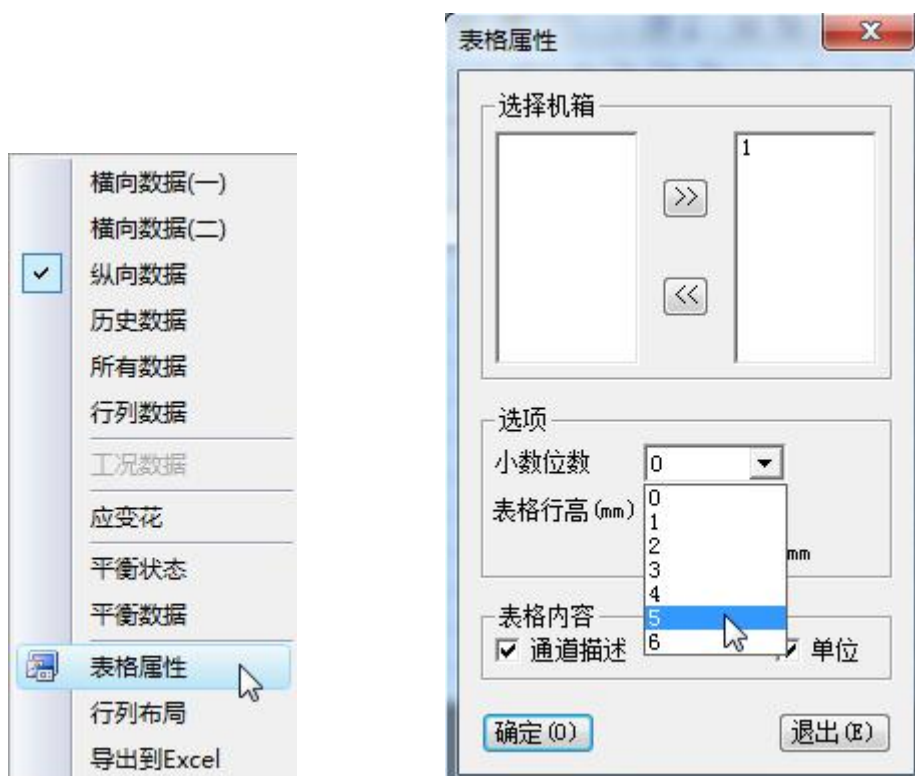 横向数据(一)
横向数据(二)
纵向数据
历史数据
所有数据
行列数据
工况数据
应变花
平衡状态
平衡数据
表格属性
行列布局
导出到Excel
表格属性
选择机箱
1
>>
<<
选项
小数位数 0
0
表格行高(mm)
1
2
mm
3
4
表格内容
5
通道描述 6 单位
确定(O) 退出(E)